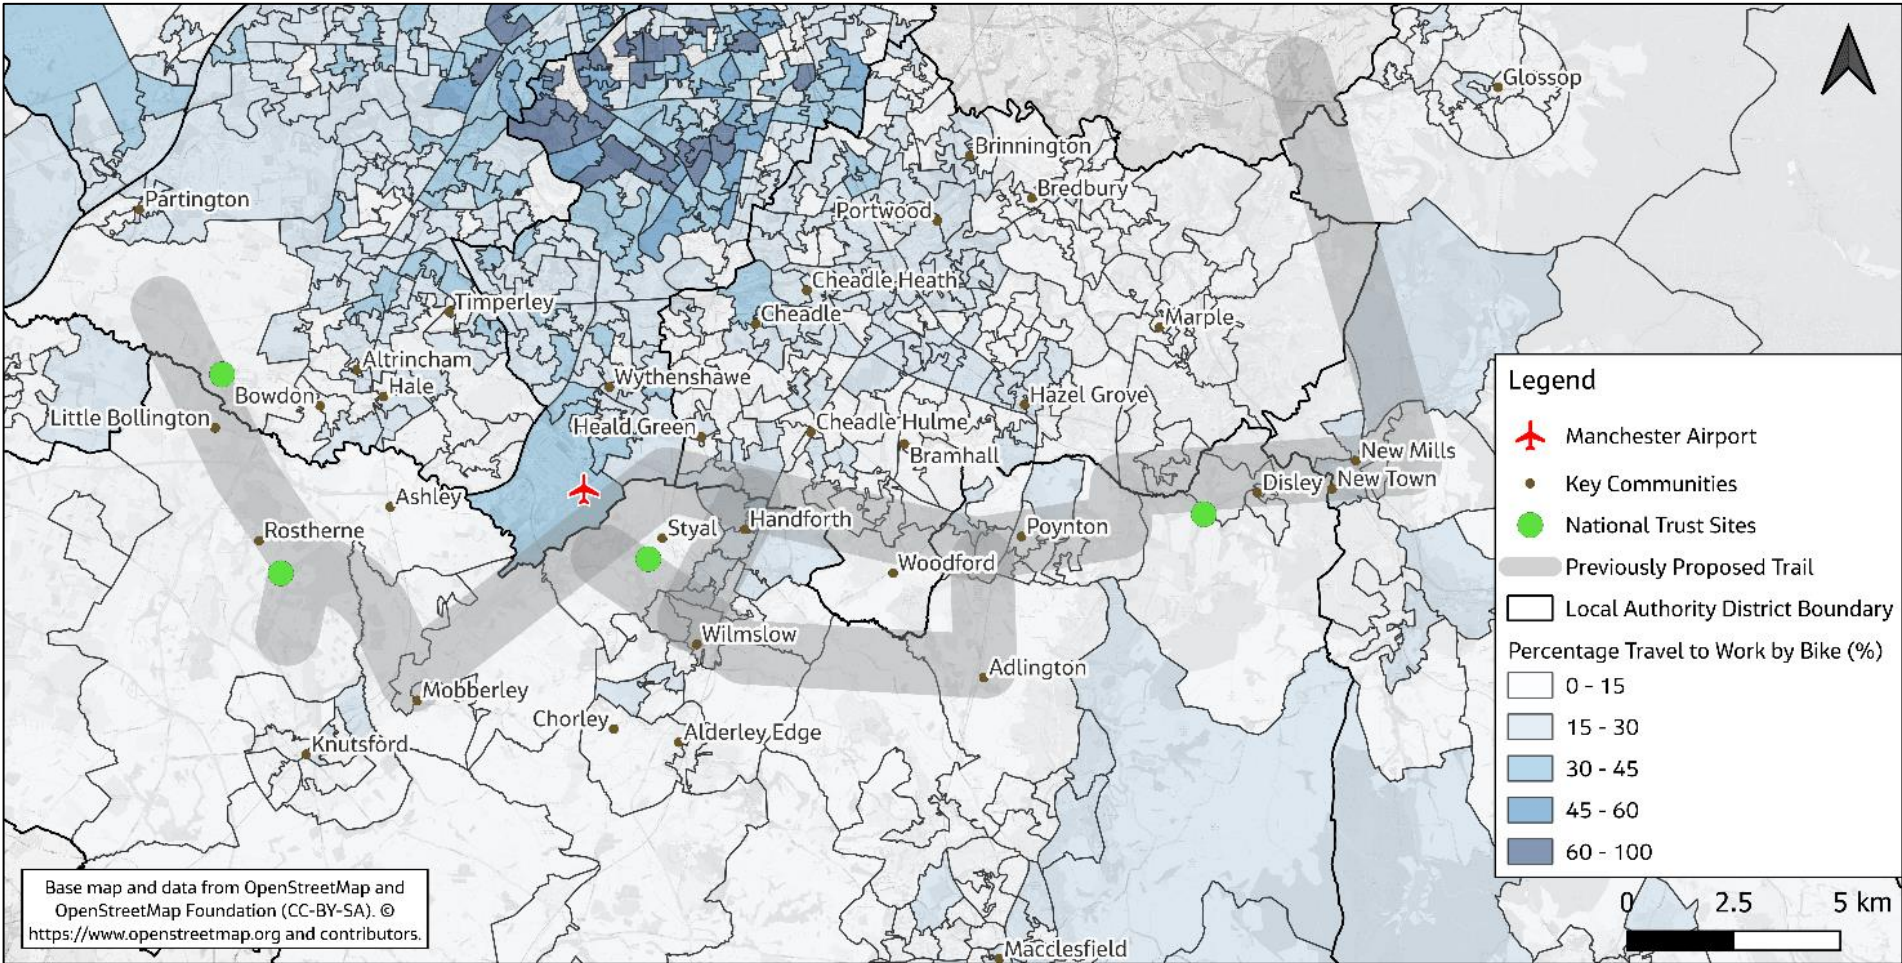 Glossop
Brinnington
Bredbury
Partington
Portwood
Cheadle Heath
Timperley
Cheadle
Marple
Altrincham
Wythenshawe
Hale
Bowdon
Hazel Grove
Little Bollington
Heald Green
Cheadle Hulme
Bramhall
New Mills
Disley
New Town
Ashley
Rostherne
Styal
Handforth
Poynton
Woodford
Wilmslow
Adlington
Mobberley
Chorley
Alderley Edge
Knutsford
Macclesfield
Legend
Manchester Airport
Key Communities
National Trust Sites
Previously Proposed Trail
Local Authority District Boundary
Percentage Travel to Work by Bike (%)
0 - 15
15 - 30
30 - 45
45 - 60
60 - 100
0 2.5 5 km
Base map and data from OpenStreetMap and
OpenStreetMap Foundation (CC-BY-SA). ©
https://www.openstreetmap.org and contributors.